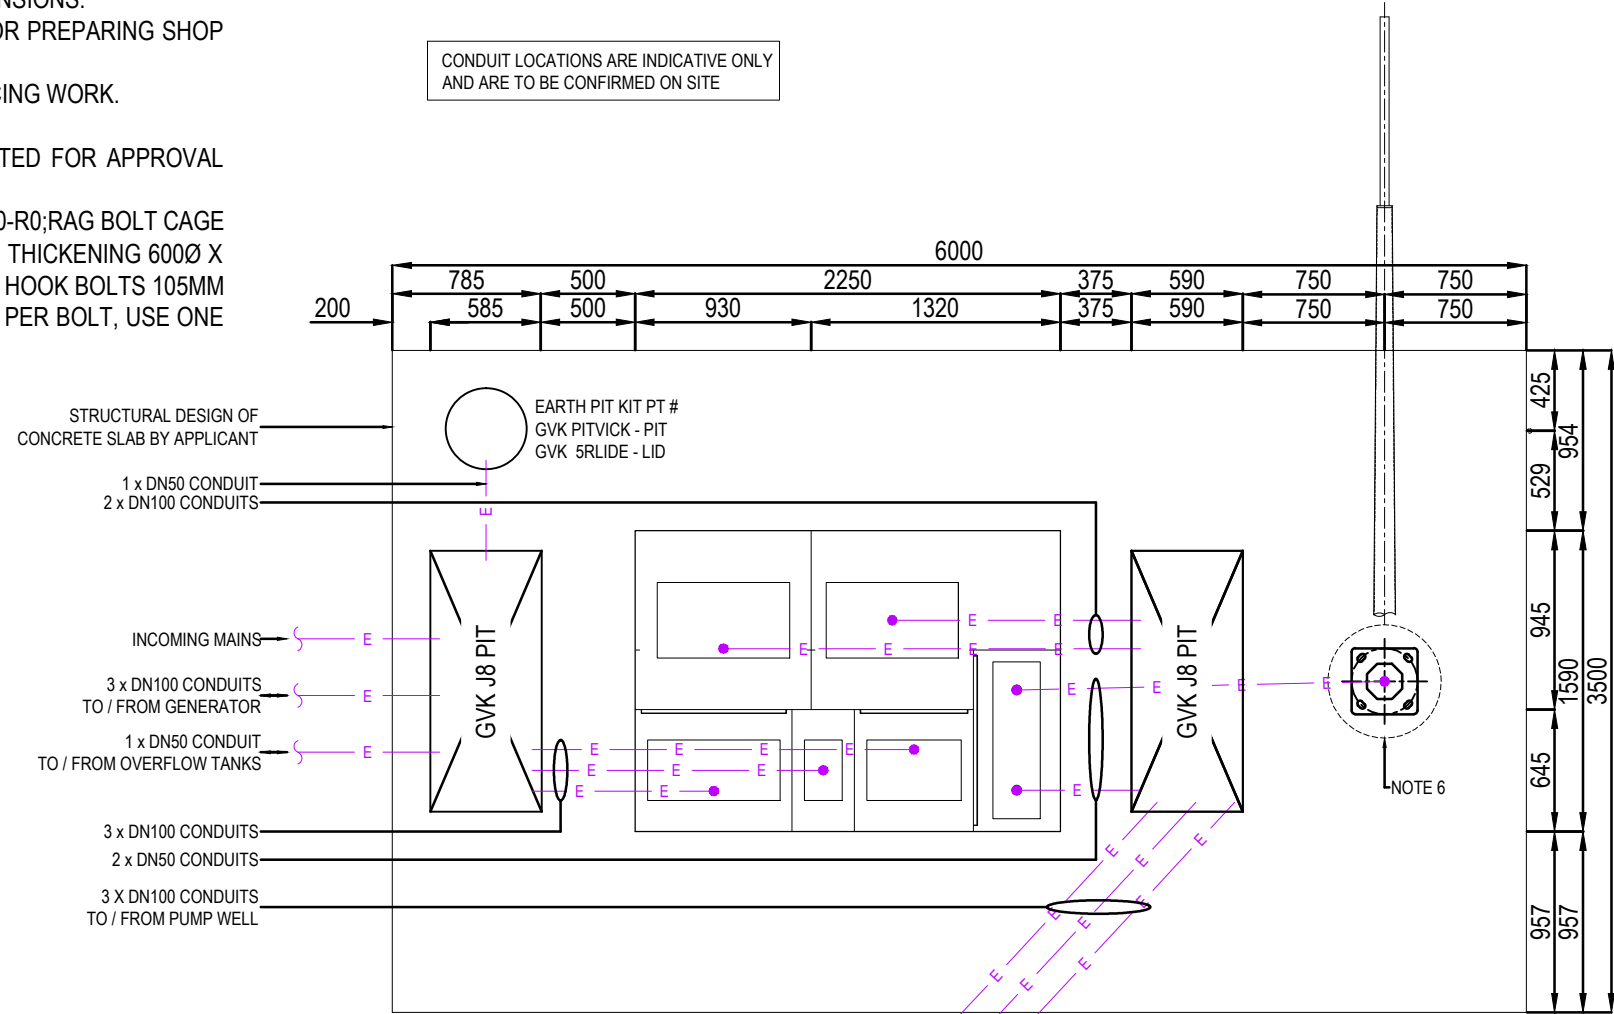 NSIONS.
OR PREPARING SHOP
CING WORK.
TED FOR APPROVAL
0-R0;RAG BOLT CAGE
THICKENING 600Ø X
HOOK BOLTS 105MM
PER BOLT, USE ONE
CONDUIT LOCATIONS ARE INDICATIVE ONLY
AND ARE TO BE CONFIRMED ON SITE
6000
785 500 2250 375 590 750 750
200 585 500 930 1320 375 590 750 750
STRUCTURAL DESIGN OF
CONCRETE SLAB BY APPLICANT
EARTH PIT KIT PT #
GVK PITVICK - PIT
GVK 5RLIDE - LID
1 x DN50 CONDUIT
2 x DN100 CONDUITS
E
INCOMING MAINS
E
3 x DN100 CONDUITS
TO / FROM GENERATOR
E
1 x DN50 CONDUIT
TO / FROM OVERFLOW TANKS
E
GVK J8 PIT
E E
E E E E
E E E E
E E E E
E E E
E E
E
GVK J8 PIT
3 x DN100 CONDUITS
2 x DN50 CONDUITS
3 X DN100 CONDUITS
TO / FROM PUMP WELL
E E E
E E E
E E E
NOTE 6
425
529
954
945
645
1590
957
957
3500